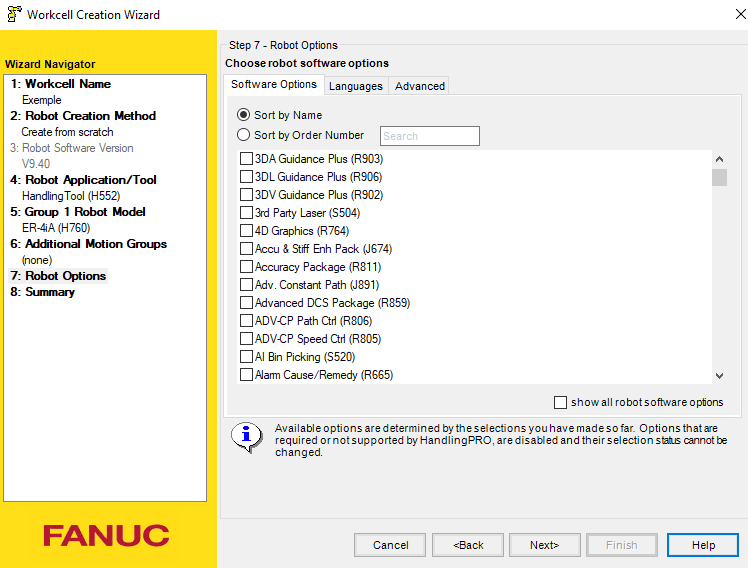 Workcell Creation Wizard
Wizard Navigator
1: Workcell Name
Exemple
2: Robot Creation Method
Create from scratch
3: Robot Software Version
V9.40
4: Robot Application/Tool
HandlingTool (H552)
5: Group 1 Robot Model
ER-4iA (H760)
6: Additional Motion Groups
(none)
7: Robot Options
8: Summary
FANUC
Step 7 - Robot Options
Choose robot software options
Software Options
Languages
Advanced
Sort by Name
Sort by Order Number
Search
3DA Guidance Plus (R903)
3DL Guidance Plus (R906)
3DV Guidance Plus (R902)
3rd Party Laser (S504)
4D Graphics (R764)
Accu & Stiff Enh Pack (J674)
Accuracy Package (R811)
Adv. Constant Path (J891)
Advanced DCS Package (R859)
ADV-CP Path Ctrl (R806)
ADV-CP Speed Ctrl (R805)
AI Bin Picking (S520)
Alarm Cause/Remedy (R665)
show all robot software options
Available options are determined by the selections you have made so far. Options that are
required or not supported by HandlingPRO, are disabled and their selection status cannot be
changed.
Cancel
<Back
Next>
Finish
Help